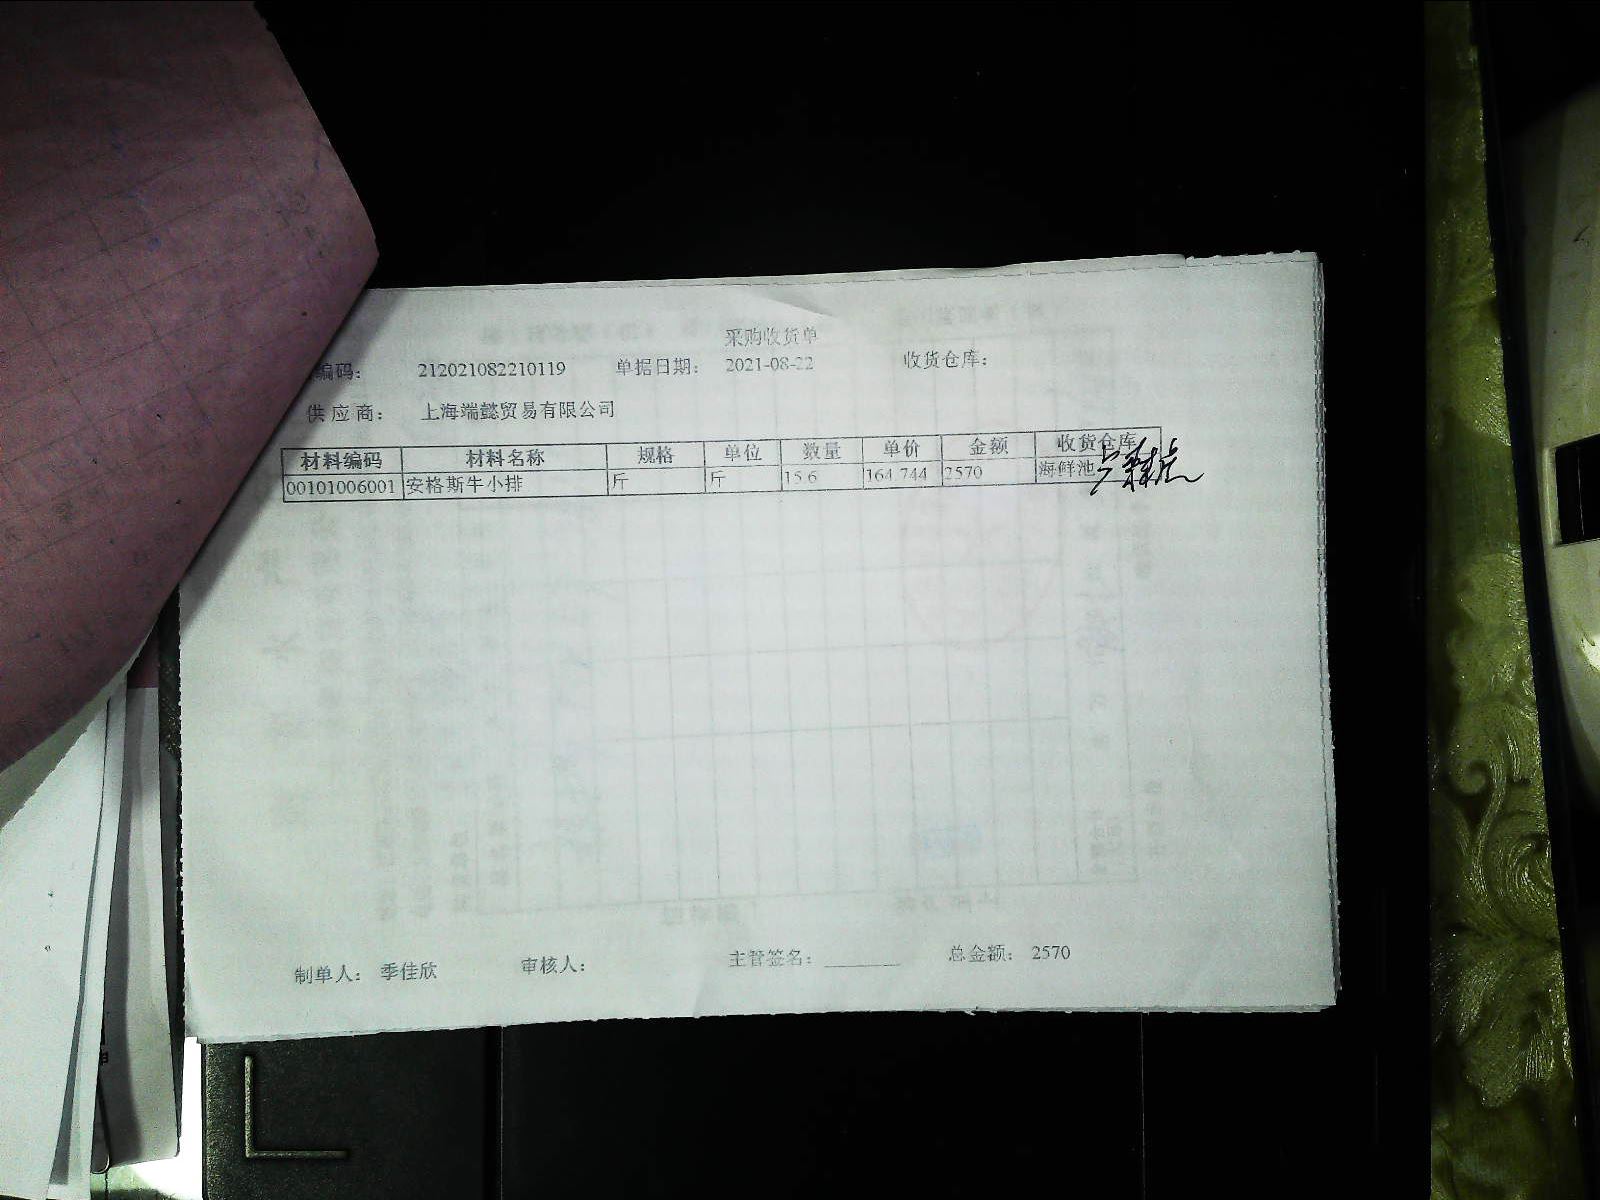 采购收货单
编码： 212021082210119 单据日期： 2021-08-22 收货仓库：
供应商： 上海端懿贸易有限公司
材料编码 材料名称 规格 单位 数量 单价 金额 收货仓库
00101006001 安格斯牛小排 斤 斤 15.6 164.744 2570 海鲜池
制单人： 季佳欣 审核人： 主管签名：________ 总金额： 2570